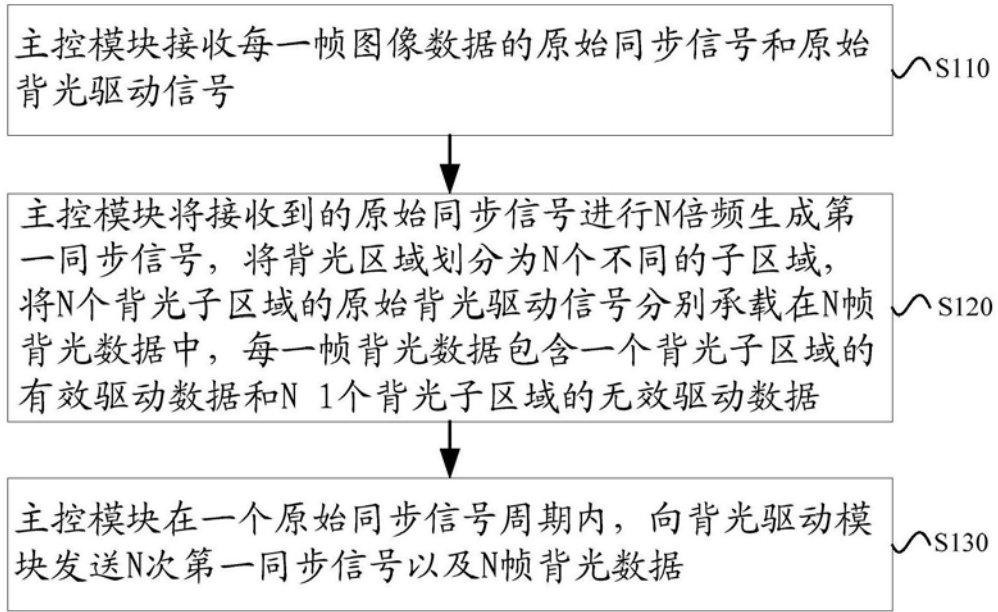 主控模块接收每一帧图像数据的原始同步信号和原始
背光驱动信号
S110
主控模块将接收到的原始同步信号进行N倍频生成第
一同步信号，将背光区域划分为N个不同的子区域，
将N个背光子区域的原始背光驱动信号分别承载在N帧
背光数据中，每一帧背光数据包含一个背光子区域的
有效驱动数据和N 1个背光子区域的无效驱动数据
S120
主控模块在一个原始同步信号周期内，向背光驱动模
块发送N次第一同步信号以及N帧背光数据
S130